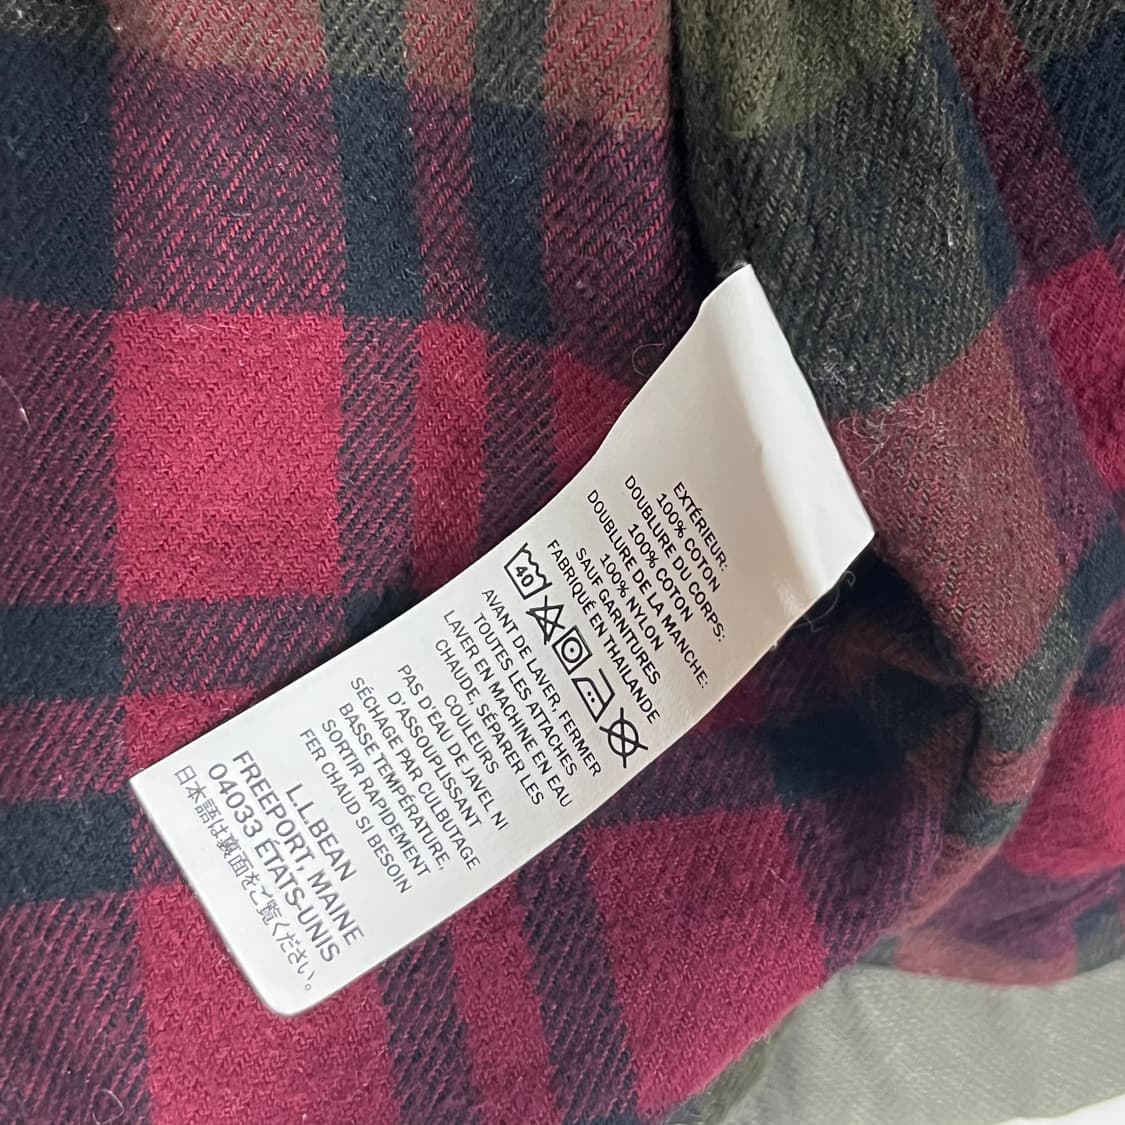 EXTÉRIEUR:
100% COTON
DOUBLURE DU CORPS:
100% COTON
DOUBLURE DE LA MANCHE:
100% NYLON
SAUF GARNITURES
FABRIQUÉ EN THAÏLANDE
40
AVANT DE LAVER, FERMER
TOUTES LES ATTACHES
LAVER EN MACHINE EN EAU
CHAUDE, SÉPARER LES
COULEURS
PAS D'EAU DE JAVEL NI
D'ASSOUPLISSANT
SÉCHAGE PAR CULBUTAGE
BASSE TEMPÉRATURE,
SORTIR RAPIDEMENT
FER CHAUD SI BESOIN
L.L.BEAN
FREEPORT, MAINE
04033 ÉTATS-UNIS
日本語は裏面をご覧ください。